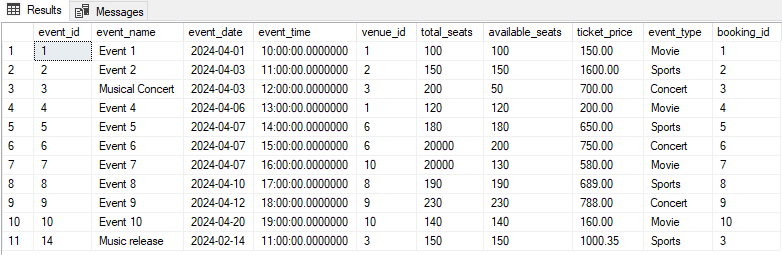 Results Messages
event_id event_name event_date event_time venue_id total_seats available_seats ticket_price event_type booking_id
1 1 Event 1 2024-04-01 10:00:00.0000000 1 100 100 150.00 Movie 1
2 2 Event 2 2024-04-03 11:00:00.0000000 2 150 150 1600.00 Sports 2
3 3 Musical Concert 2024-04-03 12:00:00.0000000 3 200 50 700.00 Concert 3
4 4 Event 4 2024-04-06 13:00:00.0000000 1 120 120 200.00 Movie 4
5 5 Event 5 2024-04-07 14:00:00.0000000 6 180 180 650.00 Sports 5
6 6 Event 6 2024-04-07 15:00:00.0000000 6 20000 200 750.00 Concert 6
7 7 Event 7 2024-04-07 16:00:00.0000000 10 20000 130 580.00 Movie 7
8 8 Event 8 2024-04-10 17:00:00.0000000 8 190 190 689.00 Sports 8
9 9 Event 9 2024-04-12 18:00:00.0000000 9 230 230 788.00 Concert 9
10 10 Event 10 2024-04-20 19:00:00.0000000 10 140 140 160.00 Movie 10
11 14 Music release 2024-02-14 11:00:00.0000000 3 150 150 1000.35 Sports 3